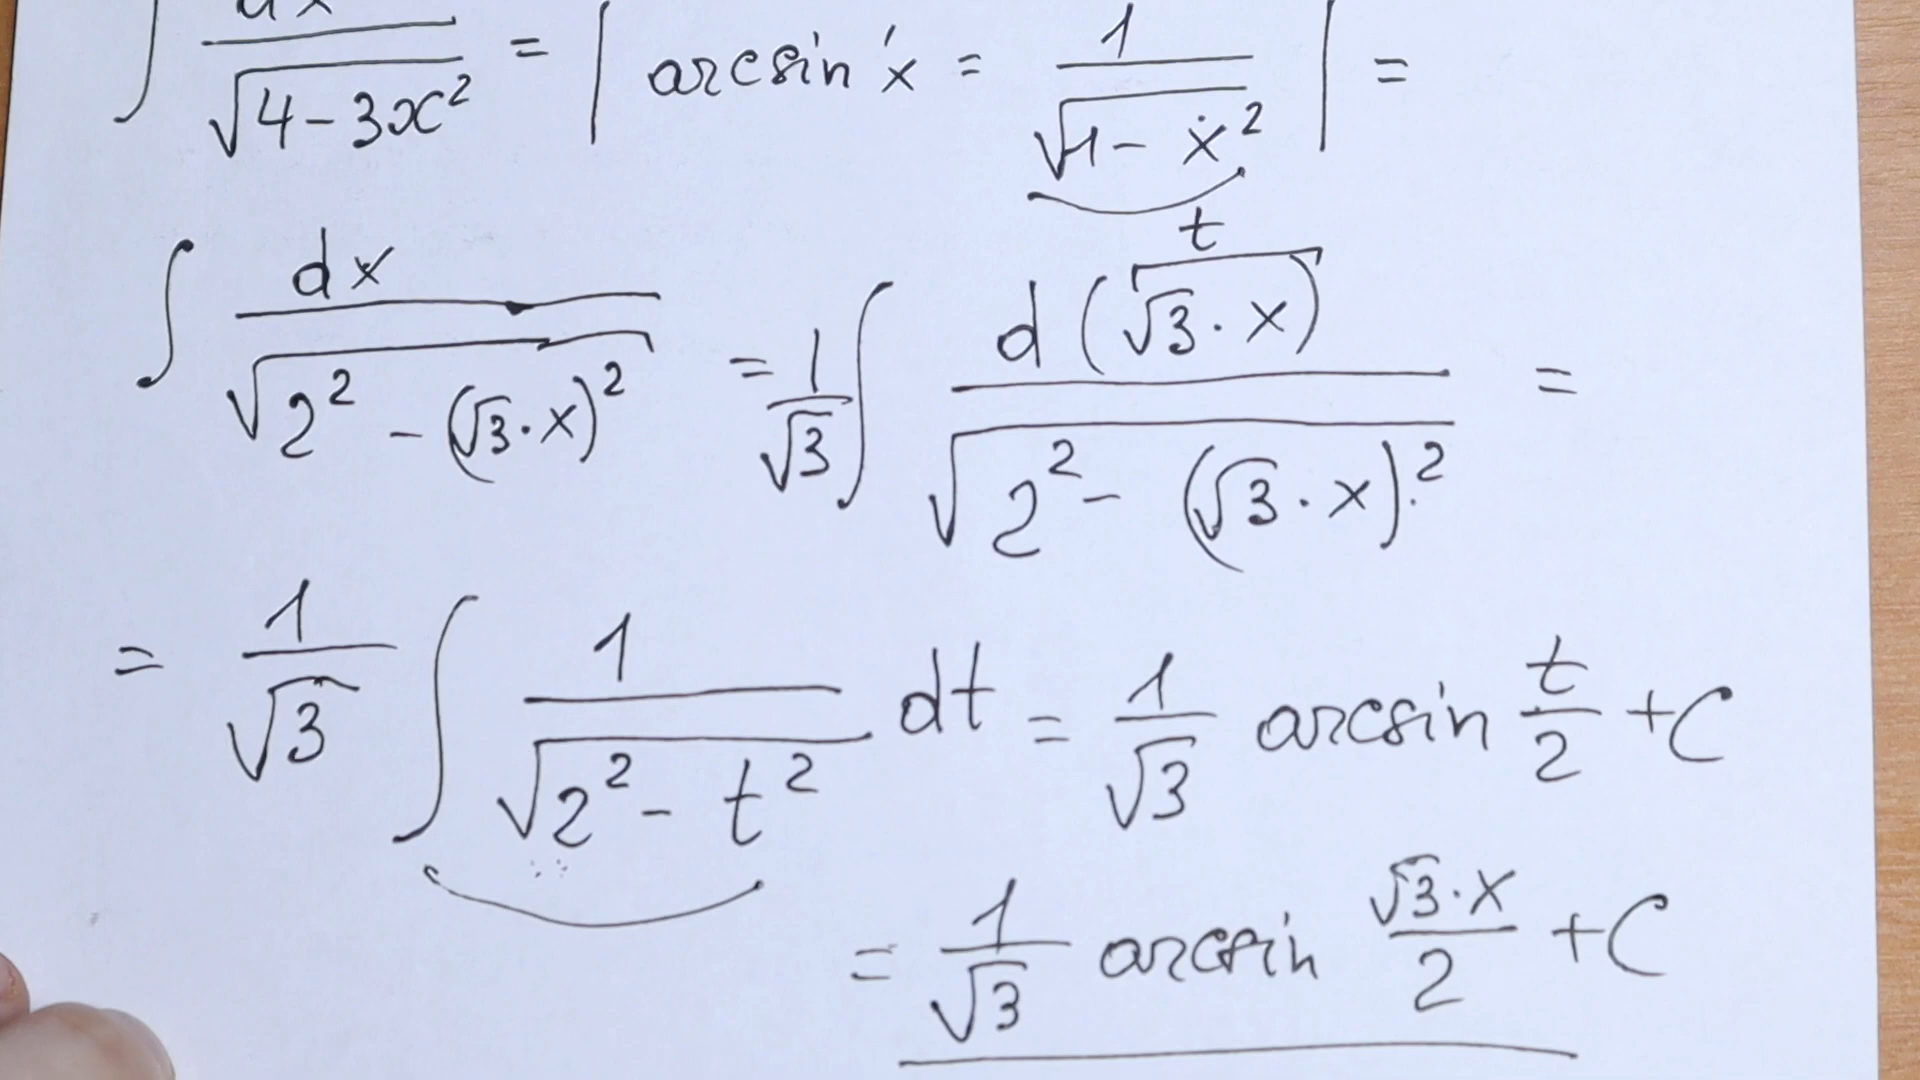 ∫ dx / √(4-3x²) = | arcsin'x = 1 / √(1-x²) | =
∫ dx / √(2² - (√3·x)²) = 1/√3 ∫ d(√3·x) / √(2² - (√3·x)²) =
t
= 1/√3 ∫ 1 / √(2² - t²) dt = 1/√3 arcsin t/2 + C
= 1/√3 arcsin √3·x / 2 + C